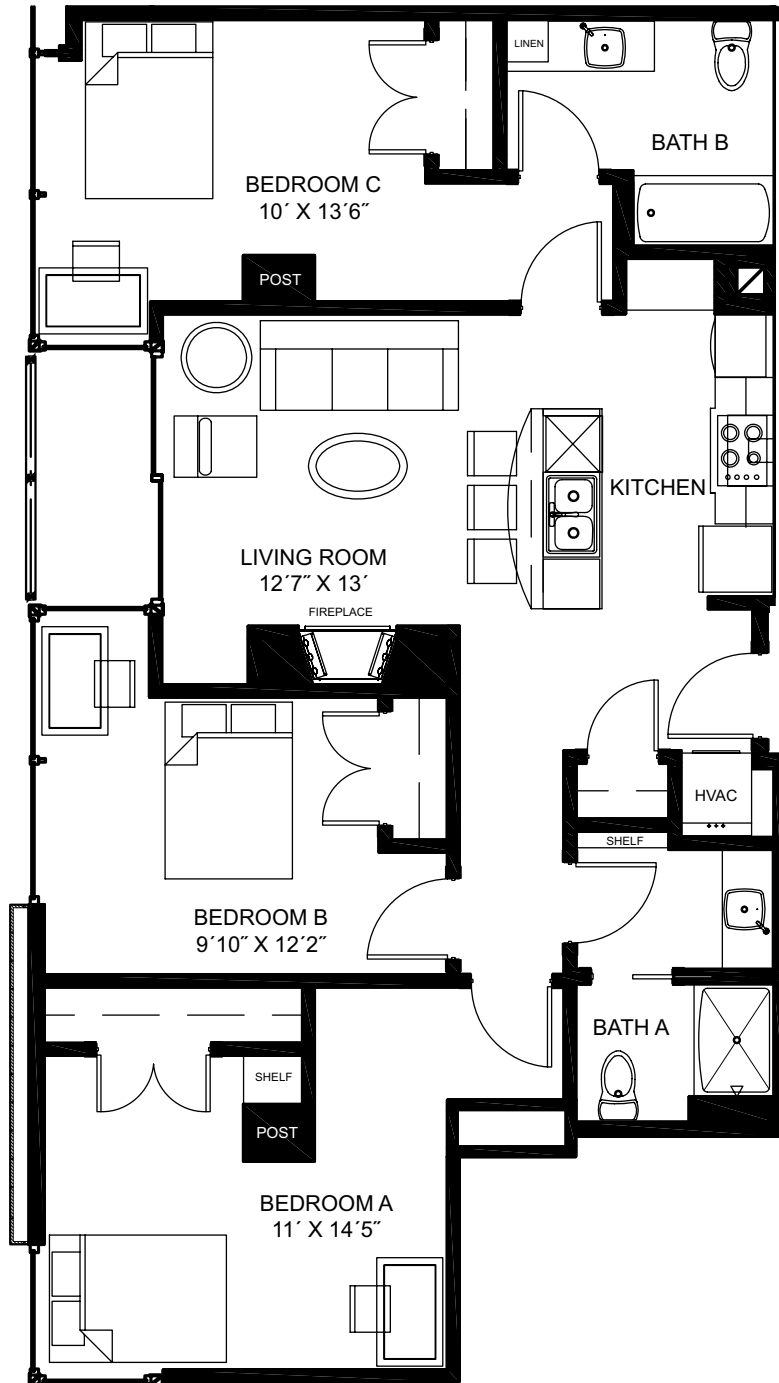 LINEN
BATH B
BEDROOM C
10´ X 13´6˝
POST
KITCHEN
LIVING ROOM
12´7˝ X 13´
FIREPLACE
HVAC
SHELF
BEDROOM B
9´10˝ X 12´2˝
BATH A
SHELF
POST
BEDROOM A
11´ X 14´5˝